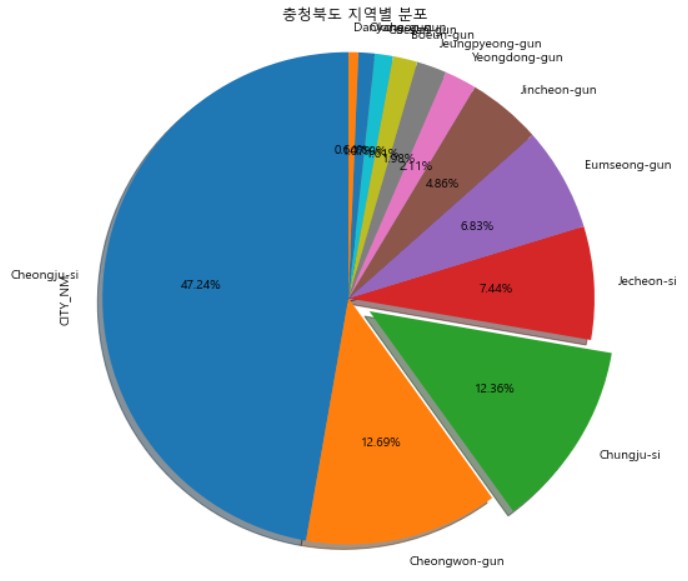 충청북도 지역별 분포
Boeun-gun
Jeungpyeong-gun
Yeongdong-gun
Jincheon-gun
Eumseong-gun
Jecheon-si
Chungju-si
Cheongwon-gun
Cheongju-si
CITY_NM
1.98%
2.11%
4.86%
6.83%
7.44%
12.36%
12.69%
47.24%